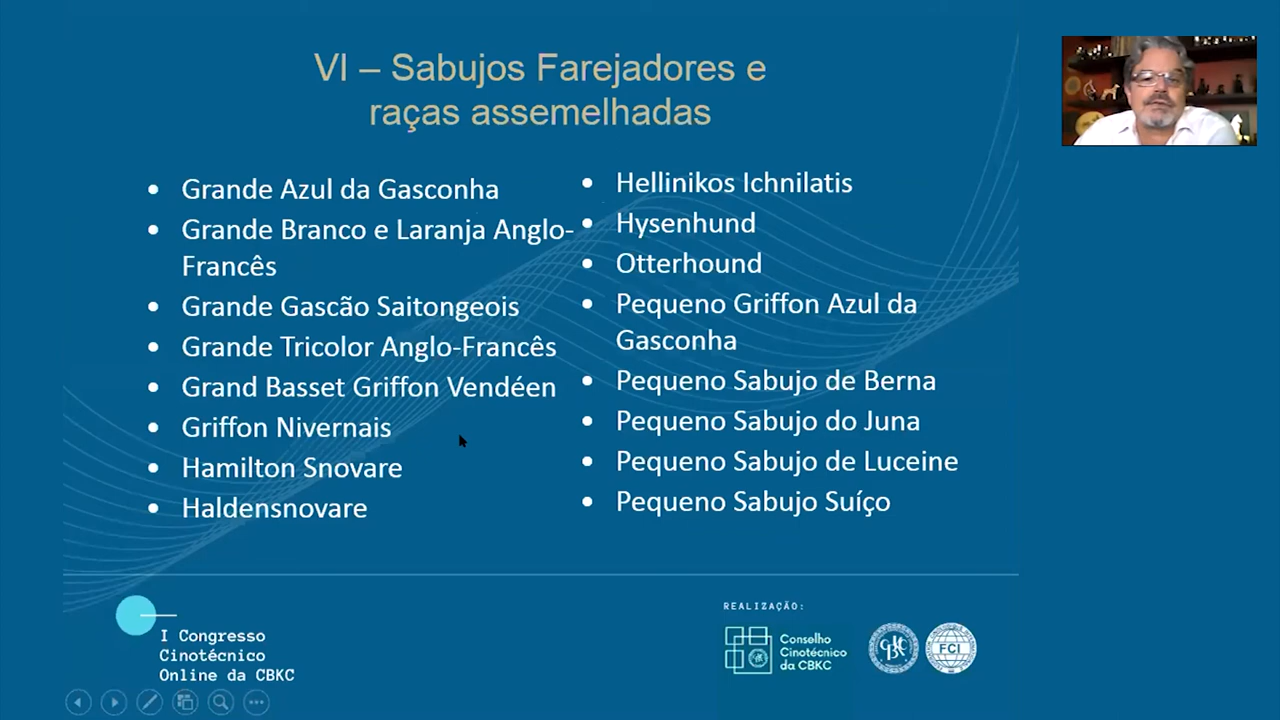 VI – Sabujos Farejadores e
raças assemelhadas
• Grande Azul da Gasconha
• Grande Branco e Laranja Anglo-
Francês
• Grande Gascão Saitongeois
• Grande Tricolor Anglo-Francês
• Grand Basset Griffon Vendéen
• Griffon Nivernais
• Hamilton Snovare
• Haldensnovare
• Hellinikos Ichnilatis
• Hysenhund
• Otterhound
• Pequeno Griffon Azul da
Gasconha
• Pequeno Sabujo de Berna
• Pequeno Sabujo do Juna
• Pequeno Sabujo de Luceine
• Pequeno Sabujo Suíço
I Congresso
Cinotécnico
Online da CBKC
REALIZAÇÃO:
Conselho
Cinotécnico
da CBKC
FCI